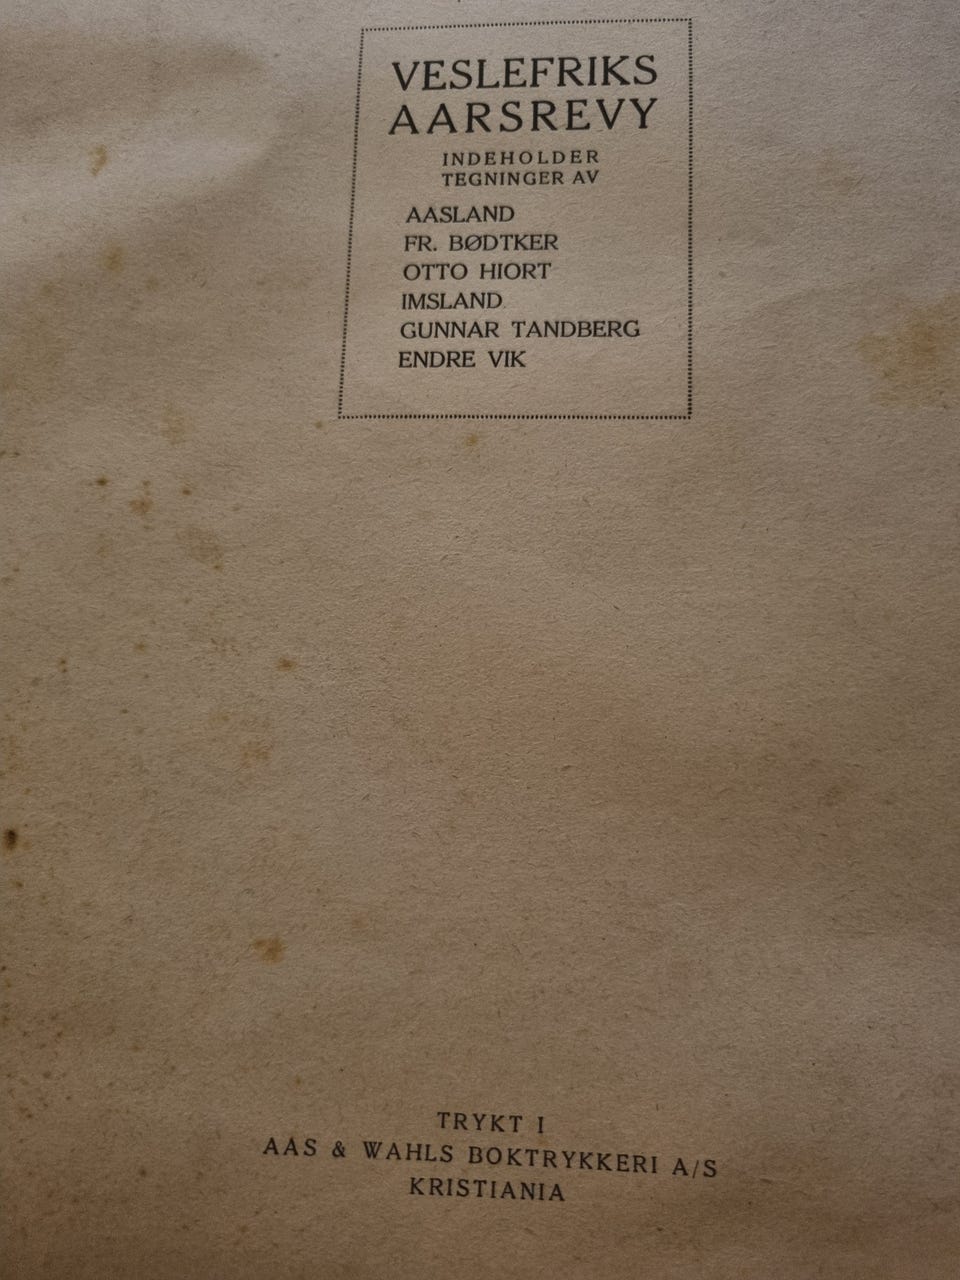 VESLEFRIKS
AARSREVY
INDEHOLDER
TEGNINGER AV
AASLAND
FR. BØDTKER
OTTO HIORT
IMSLAND
GUNNAR TANDBERG
ENDRE VIK
TRYKT I
AAS & WAHLS BOKTRYKKERI A/S
KRISTIANIA